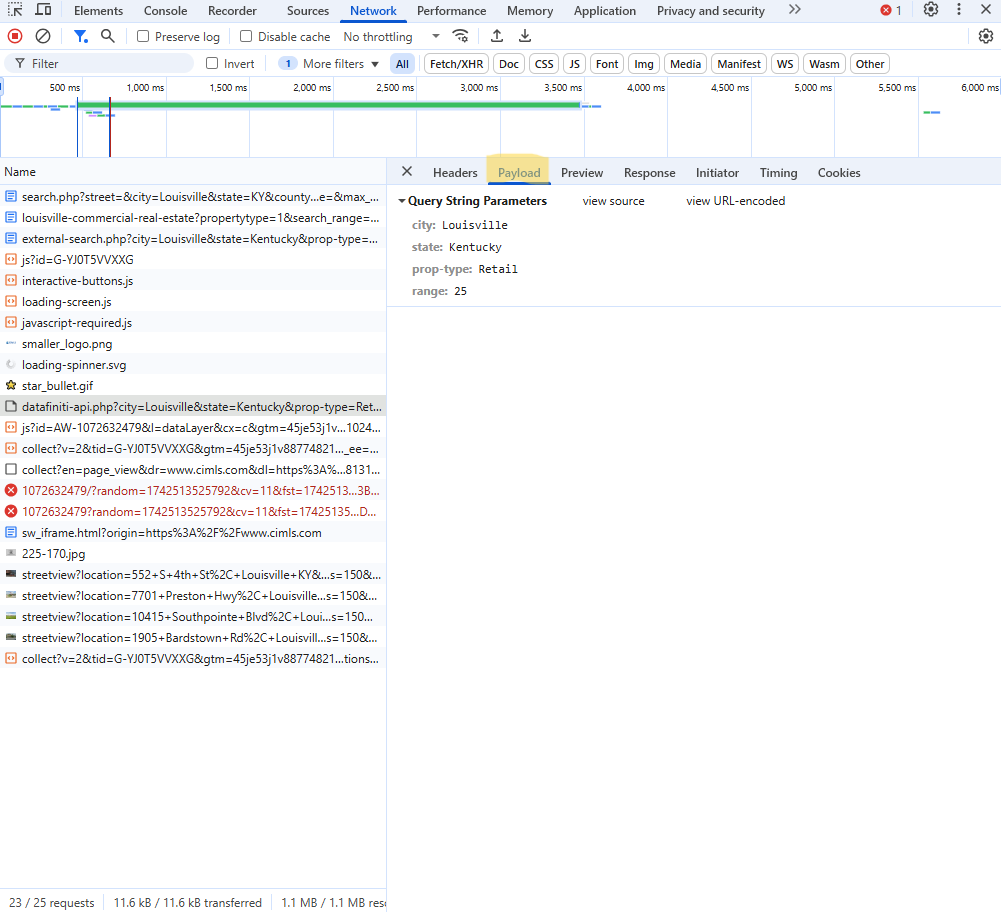 Elements Console Recorder Sources Network Performance Memory Application Privacy and security 1
Preserve log Disable cache No throttling
Filter Invert 1 More filters All Fetch/XHR Doc CSS JS Font Img Media Manifest WS Wasm Other
500 ms 1,000 ms 1,500 ms 2,000 ms 2,500 ms 3,000 ms 3,500 ms 4,000 ms 4,500 ms 5,000 ms 5,500 ms 6,000 ms
Name
Headers Payload Preview Response Initiator Timing Cookies
search.php?street=&city=Louisville&state=KY&county...e=&max_...
louisville-commercial-real-estate?propertytype=1&search_range=...
external-search.php?city=Louisville&state=Kentucky&prop-type=...
js?id=G-YJ0T5VVXXG
interactive-buttons.js
loading-screen.js
javascript-required.js
smaller_logo.png
loading-spinner.svg
star_bullet.gif
datafiniti-api.php?city=Louisville&state=Kentucky&prop-type=Ret...
js?id=AW-1072632479&l=dataLayer&cx=c&gtm=45je53j1v...1024...
collect?v=2&tid=G-YJ0T5VVXXG&gtm=45je53j1v88774821..._ee=...
collect?en=page_view&dr=www.cimls.com&dl=https%3A%...8131...
1072632479/?random=1742513525792&cv=11&fst=1742513...3B...
1072632479?random=1742513525792&cv=11&fst=17425135...D...
sw_iframe.html?origin=https%3A%2F%2Fwww.cimls.com
225-170.jpg
streetview?location=552+S+4th+St%2C+Louisville+KY&...s=150&...
streetview?location=7701+Preston+Hwy%2C+Louisville...s=150&...
streetview?location=10415+Southpointe+Blvd%2C+Loui...s=150...
streetview?location=1905+Bardstown+Rd%2C+Louisvill...s=150&...
collect?v=2&tid=G-YJ0T5VVXXG&gtm=45je53j1v88774821...tions...
Query String Parameters view source view URL-encoded
city: Louisville
state: Kentucky
prop-type: Retail
range: 25
23 / 25 requests 11.6 kB / 11.6 kB transferred 1.1 MB / 1.1 MB reso